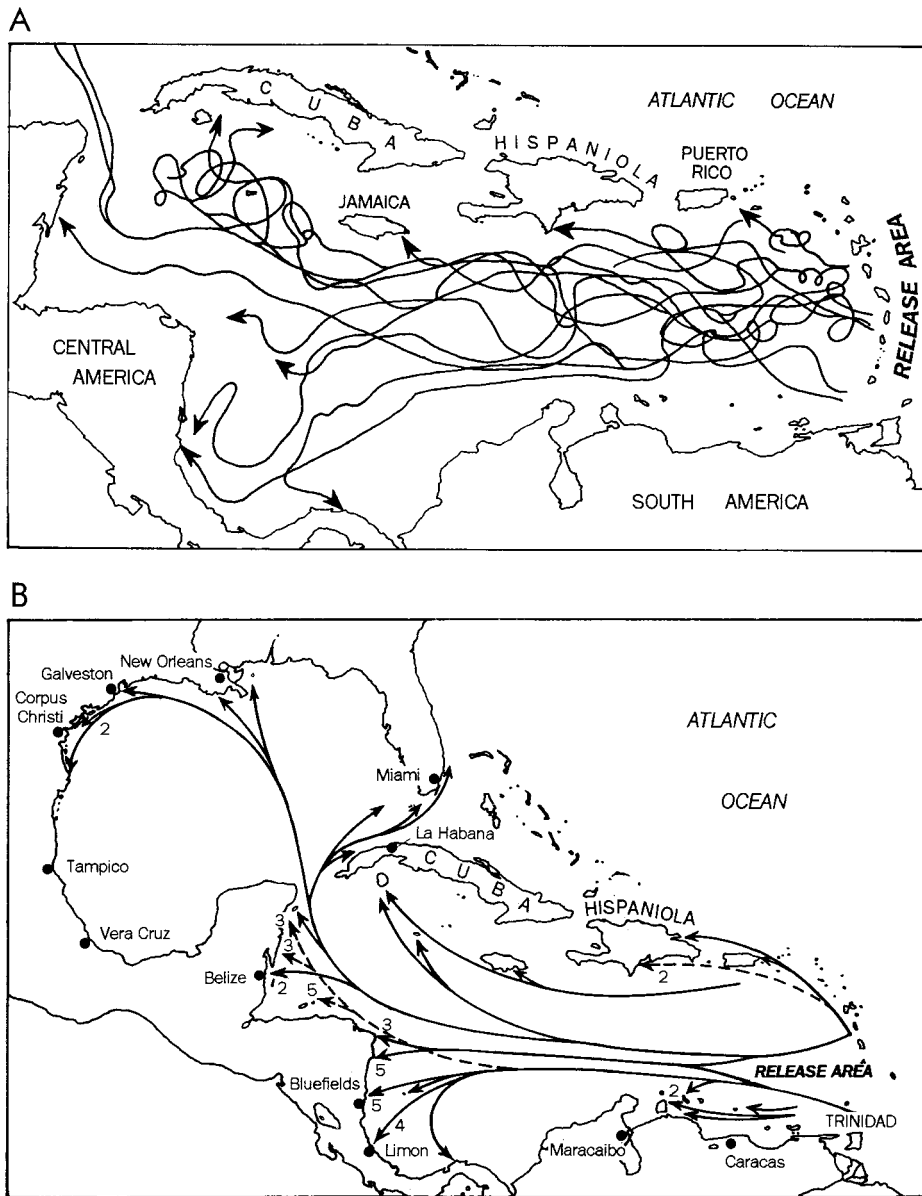 A
CUBA
ATLANTIC OCEAN
HISPANIOLA
PUERTO
RICO
JAMAICA
RELEASE AREA
CENTRAL
AMERICA
SOUTH AMERICA
B
New Orleans
Galveston
Corpus
Christi
2
ATLANTIC
Miami
OCEAN
La Habana
Tampico
CUBA
HISPANIOLA
3
Vera Cruz
3
Belize
2
5
2
3
RELEASE AREA
5
Bluefields
2
5
TRINIDAD
4
Limon
Maracaibo
Caracas